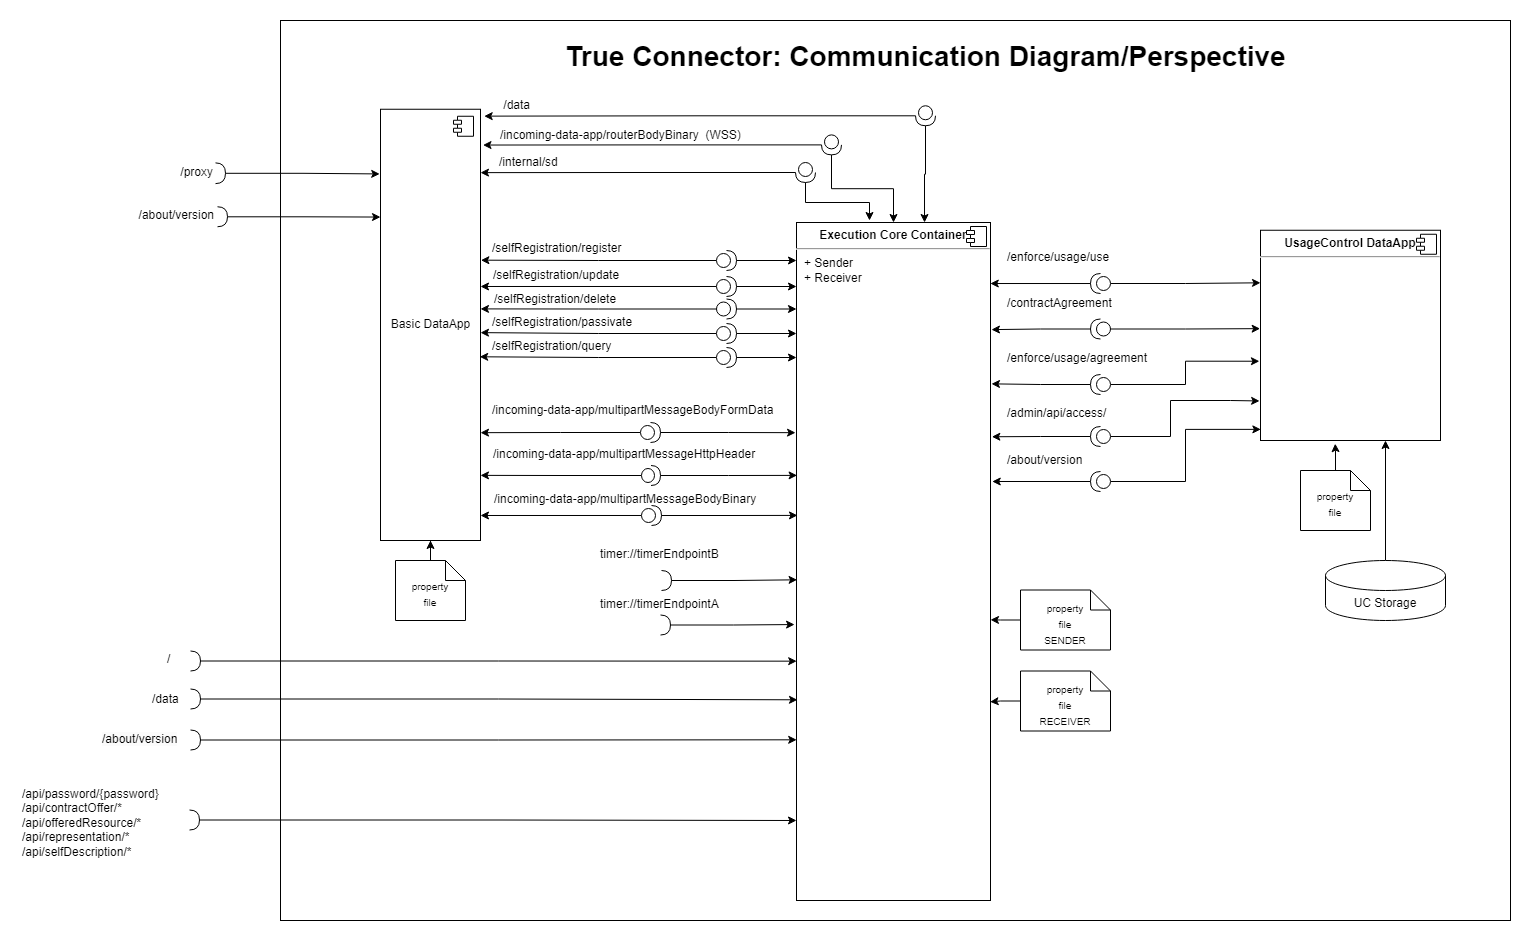 True Connector: Communication Diagram/Perspective
/data
/incoming-data-app/routerBodyBinary  (WSS)
/internal/sd
/proxy
/about/version
Execution Core Container
+ Sender
+ Receiver
UsageControl DataApp
/selfRegistration/register
/selfRegistration/update
/selfRegistration/delete
/selfRegistration/passivate
/selfRegistration/query
Basic DataApp
/enforce/usage/use
/contractAgreement
/enforce/usage/agreement
/admin/api/access/
/about/version
/incoming-data-app/multipartMessageBodyFormData
/incoming-data-app/multipartMessageHttpHeader
/incoming-data-app/multipartMessageBodyBinary
property
file
UC Storage
timer://timerEndpointB
timer://timerEndpointA
property
file
property
file
SENDER
property
file
RECEIVER
/
/data
/about/version
/api/password/{password}
/api/contractOffer/*
/api/offeredResource/*
/api/representation/*
/api/selfDescription/*